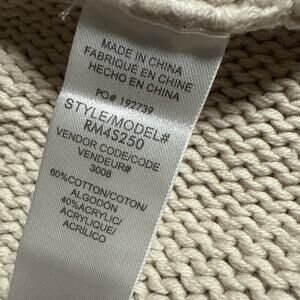 MADE IN CHINA
FABRIQUE EN CHINE
HECHO EN CHINA
PO# 192739
STYLE/MODEL#
RM4S250
VENDOR CODE/CODE
VENDEUR#
3008
60%COTTON/COTON/
ALGODÓN
40%ACRYLIC/
ACRYLIQUE/
ACRÍLICO